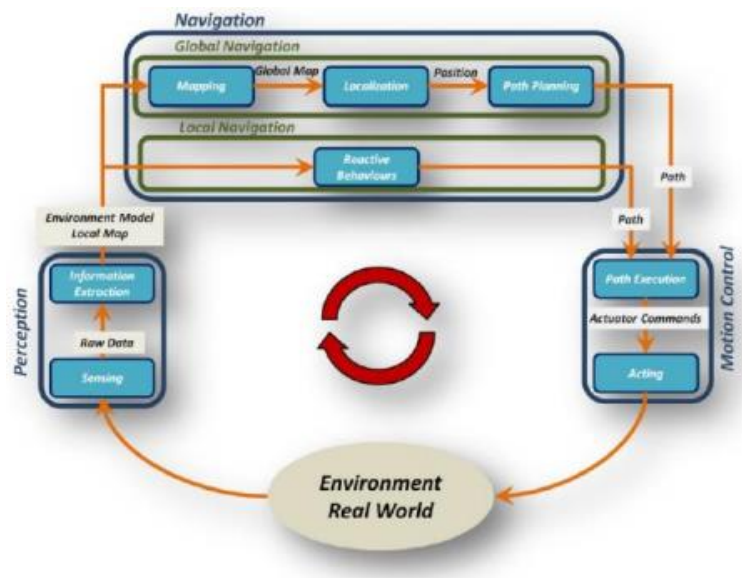 Navigation
Global Navigation
Mapping
Global Map
Localization
Position
Path Planning
Local Navigation
Reactive
Behaviours
Path
Path
Environment Model
Local Map
Perception
Information
Extraction
Raw Data
Sensing
Motion Control
Path Execution
Actuator Commands
Acting
Environment
Real World